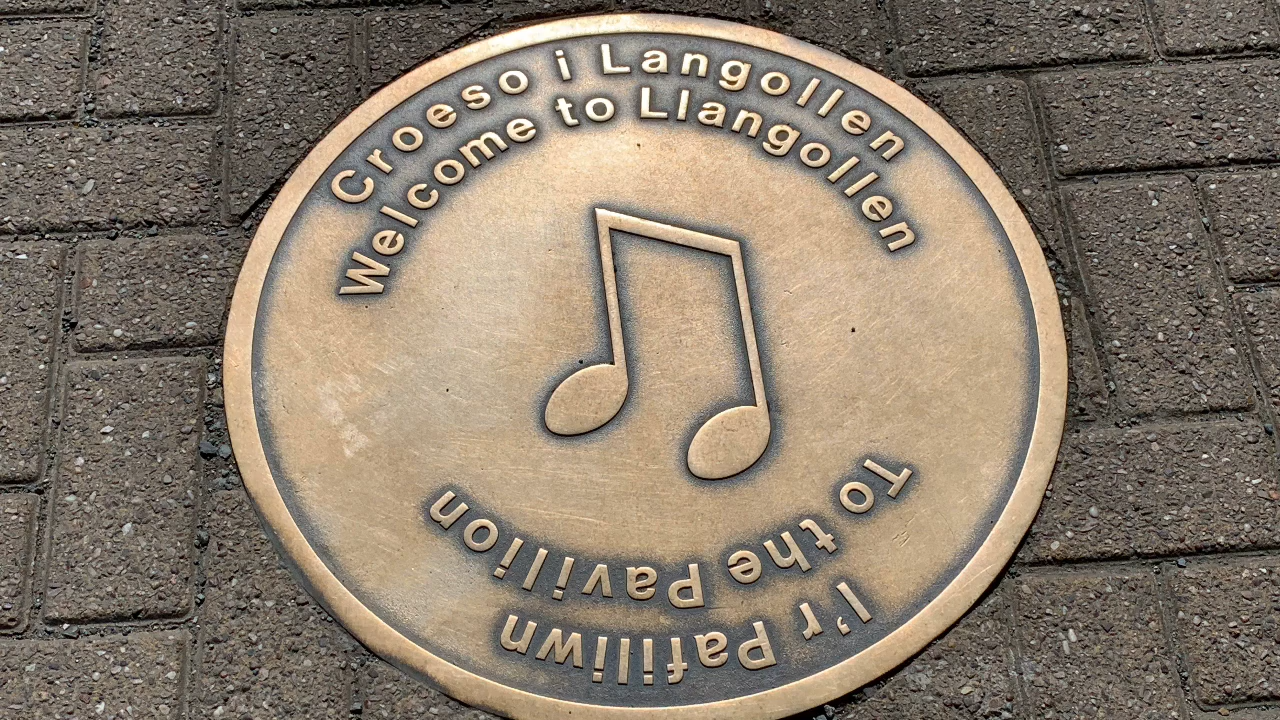 Croeso i Langollen
Welcome to Llangollen
I'r Pafiliwn
To the Pavilion